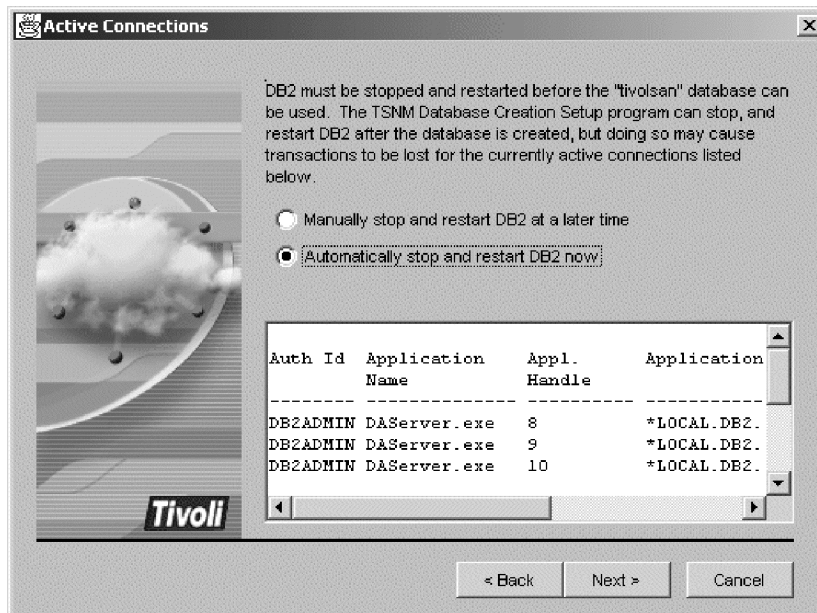 Active Connections
DB2 must be stopped and restarted before the "tivolsan" database can
be used. The TSNM Database Creation Setup program can stop, and
restart DB2 after the database is created, but doing so may cause
transactions to be lost for the currently active connections listed
below.
Manually stop and restart DB2 at a later time
Automatically stop and restart DB2 now
Auth Id Application Appl. Application
Name Handle
-------- -------------- ---------- -----------
DB2ADMIN DAServer.exe 8 *LOCAL.DB2.
DB2ADMIN DAServer.exe 9 *LOCAL.DB2.
DB2ADMIN DAServer.exe 10 *LOCAL.DB2.
Tivoli
< Back Next > Cancel